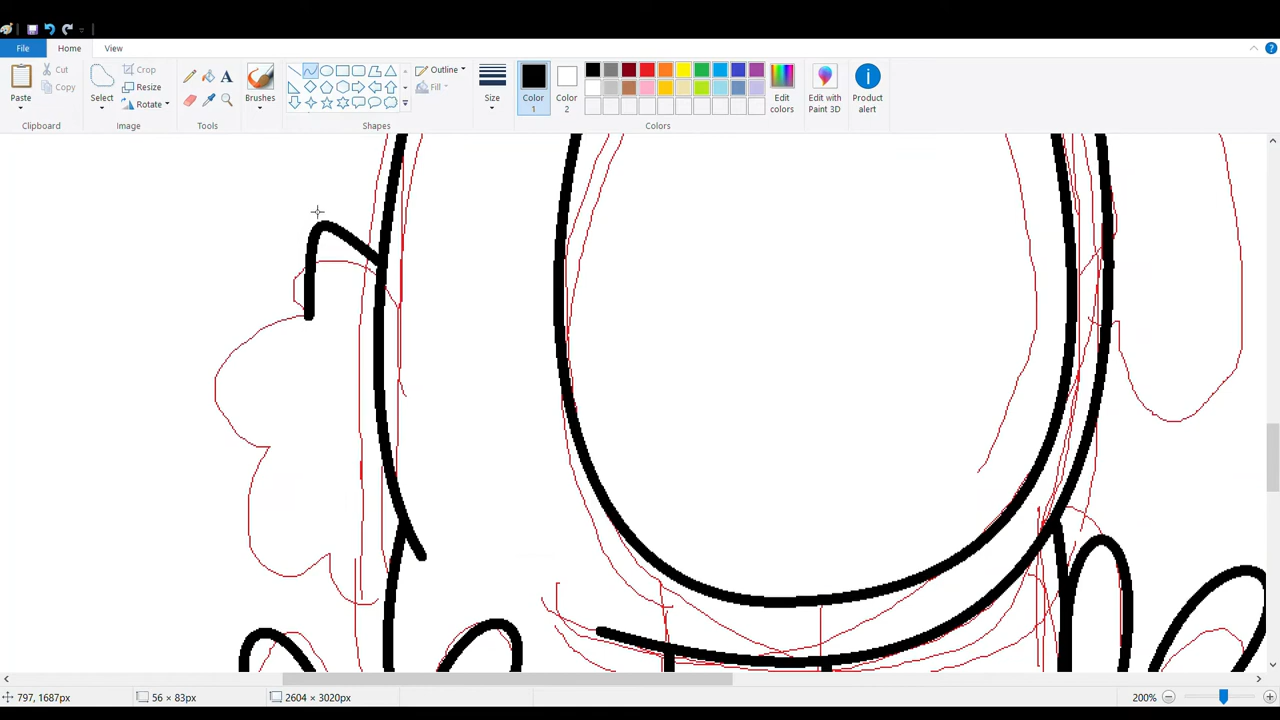 File Home View
Paste
Cut
Copy
Clipboard
Select
Crop
Resize
Rotate
Image
A
Tools
Brushes
Outline
Fill
Shapes
Size
Color
1
Color
2
Edit
colors
Colors
Edit with
Paint 3D
Product
alert
797, 1687px
56 × 83px
2604 × 3020px
200%